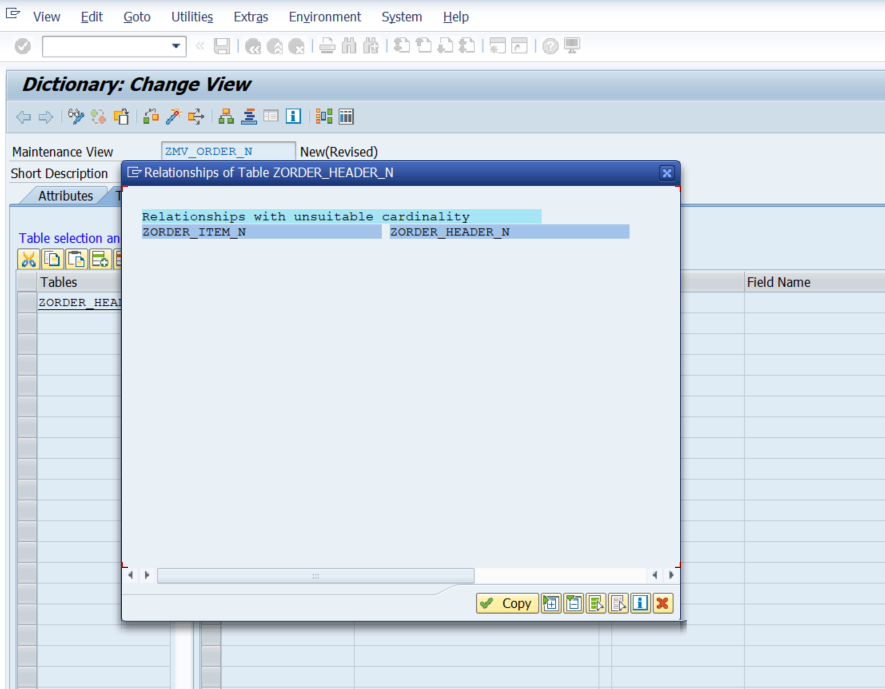 View Edit Goto Utilities Extras Environment System Help
Dictionary: Change View
Maintenance View ZMV_ORDER_N New(Revised)
Short Description
Relationships of Table ZORDER_HEADER_N
Attributes T
Relationships with unsuitable cardinality
ZORDER_ITEM_N ZORDER_HEADER_N
Table selection an
Tables Field Name
ZORDER_HEA
Copy